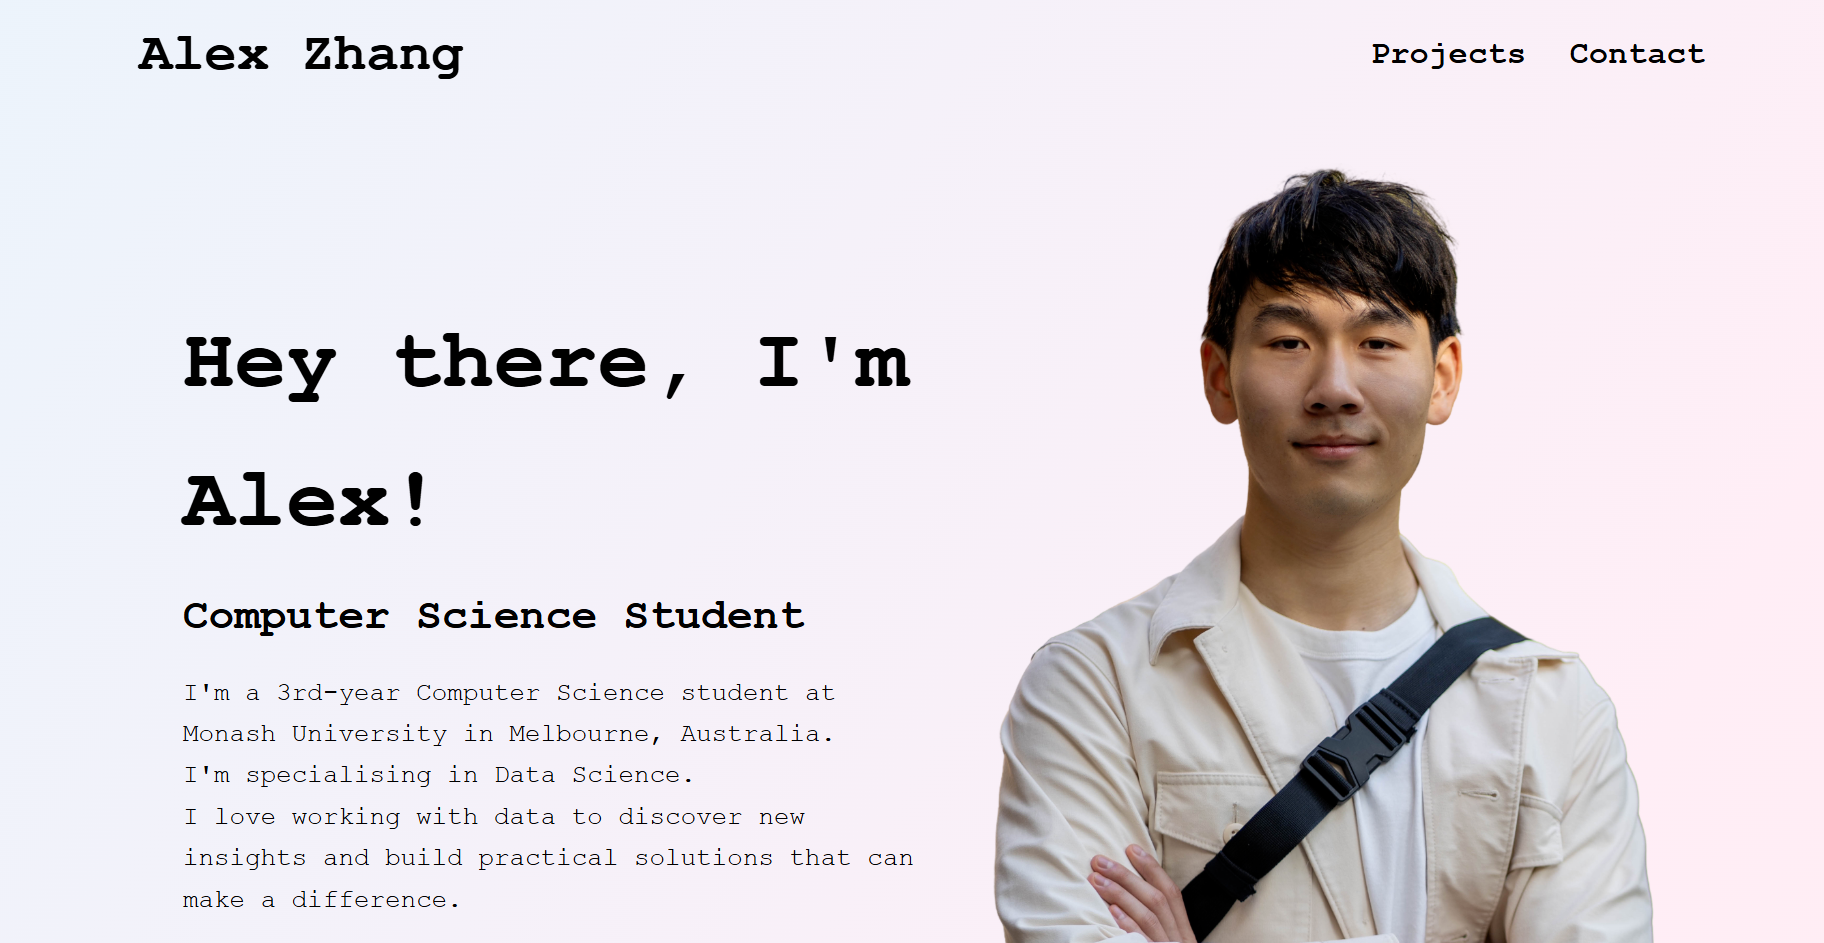 Alex Zhang
Projects
Contact
Hey there, I'm
Alex!
Computer Science Student
I'm a 3rd-year Computer Science student at
Monash University in Melbourne, Australia.
I'm specialising in Data Science.
I love working with data to discover new
insights and build practical solutions that can
make a difference.